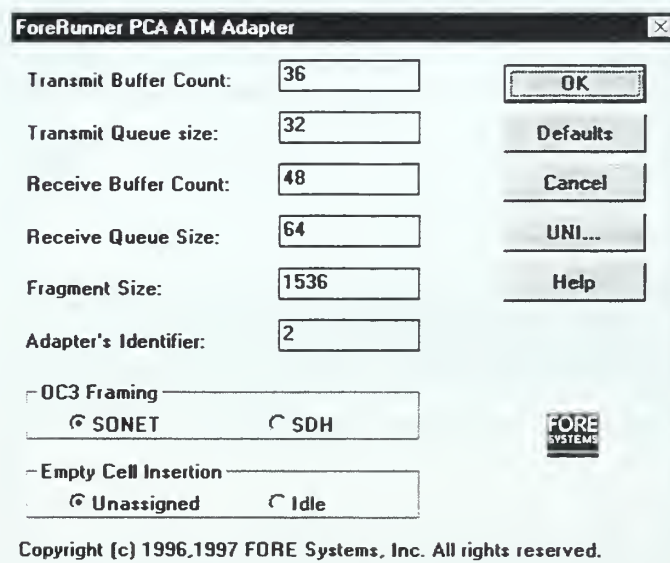 ForeRunner PCA ATM Adapter
Transmit Buffer Count: 36
Transmit Queue size: 32
Receive Buffer Count: 48
Receive Queue Size: 64
Fragment Size: 1536
Adapter's Identifier: 2
OK
Defaults
Cancel
UNI...
Help
OC3 Framing
SONET SDH
Empty Cell Insertion
Unassigned Idle
FORE
SYSTEMS
Copyright (c) 1996,1997 FORE Systems, Inc. All rights reserved.